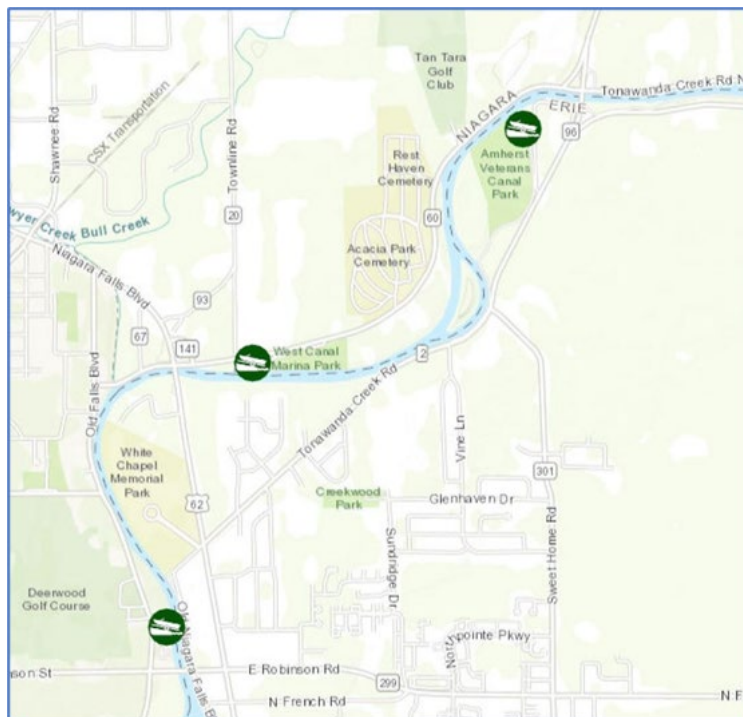 Tan Tara
Golf
Club
Tonawanda Creek Rd N
NIAGARA
ERIE
96
Shawnee Rd
CSX Transportation
Townline Rd
Rest
Haven
Cemetery
Amherst
Veterans
Canal
Park
20
60
wyer Creek
Bull Creek
Acacia Park
Cemetery
Niagara Falls Blvd
93
67
141
West Canal
Marina Park
2
Old Falls Blvd
Tonawanda Creek Rd
White
Chapel
Memorial
Park
Vine Ln
301
62
Creekwood
Park
Glenhaven Dr
Sweet Home Rd
Sundridge Dr
Deerwood
Golf Course
Old Niagara Falls B
North
pointe Pkwy
nson St
E Robinson Rd
299
N French Rd
N F